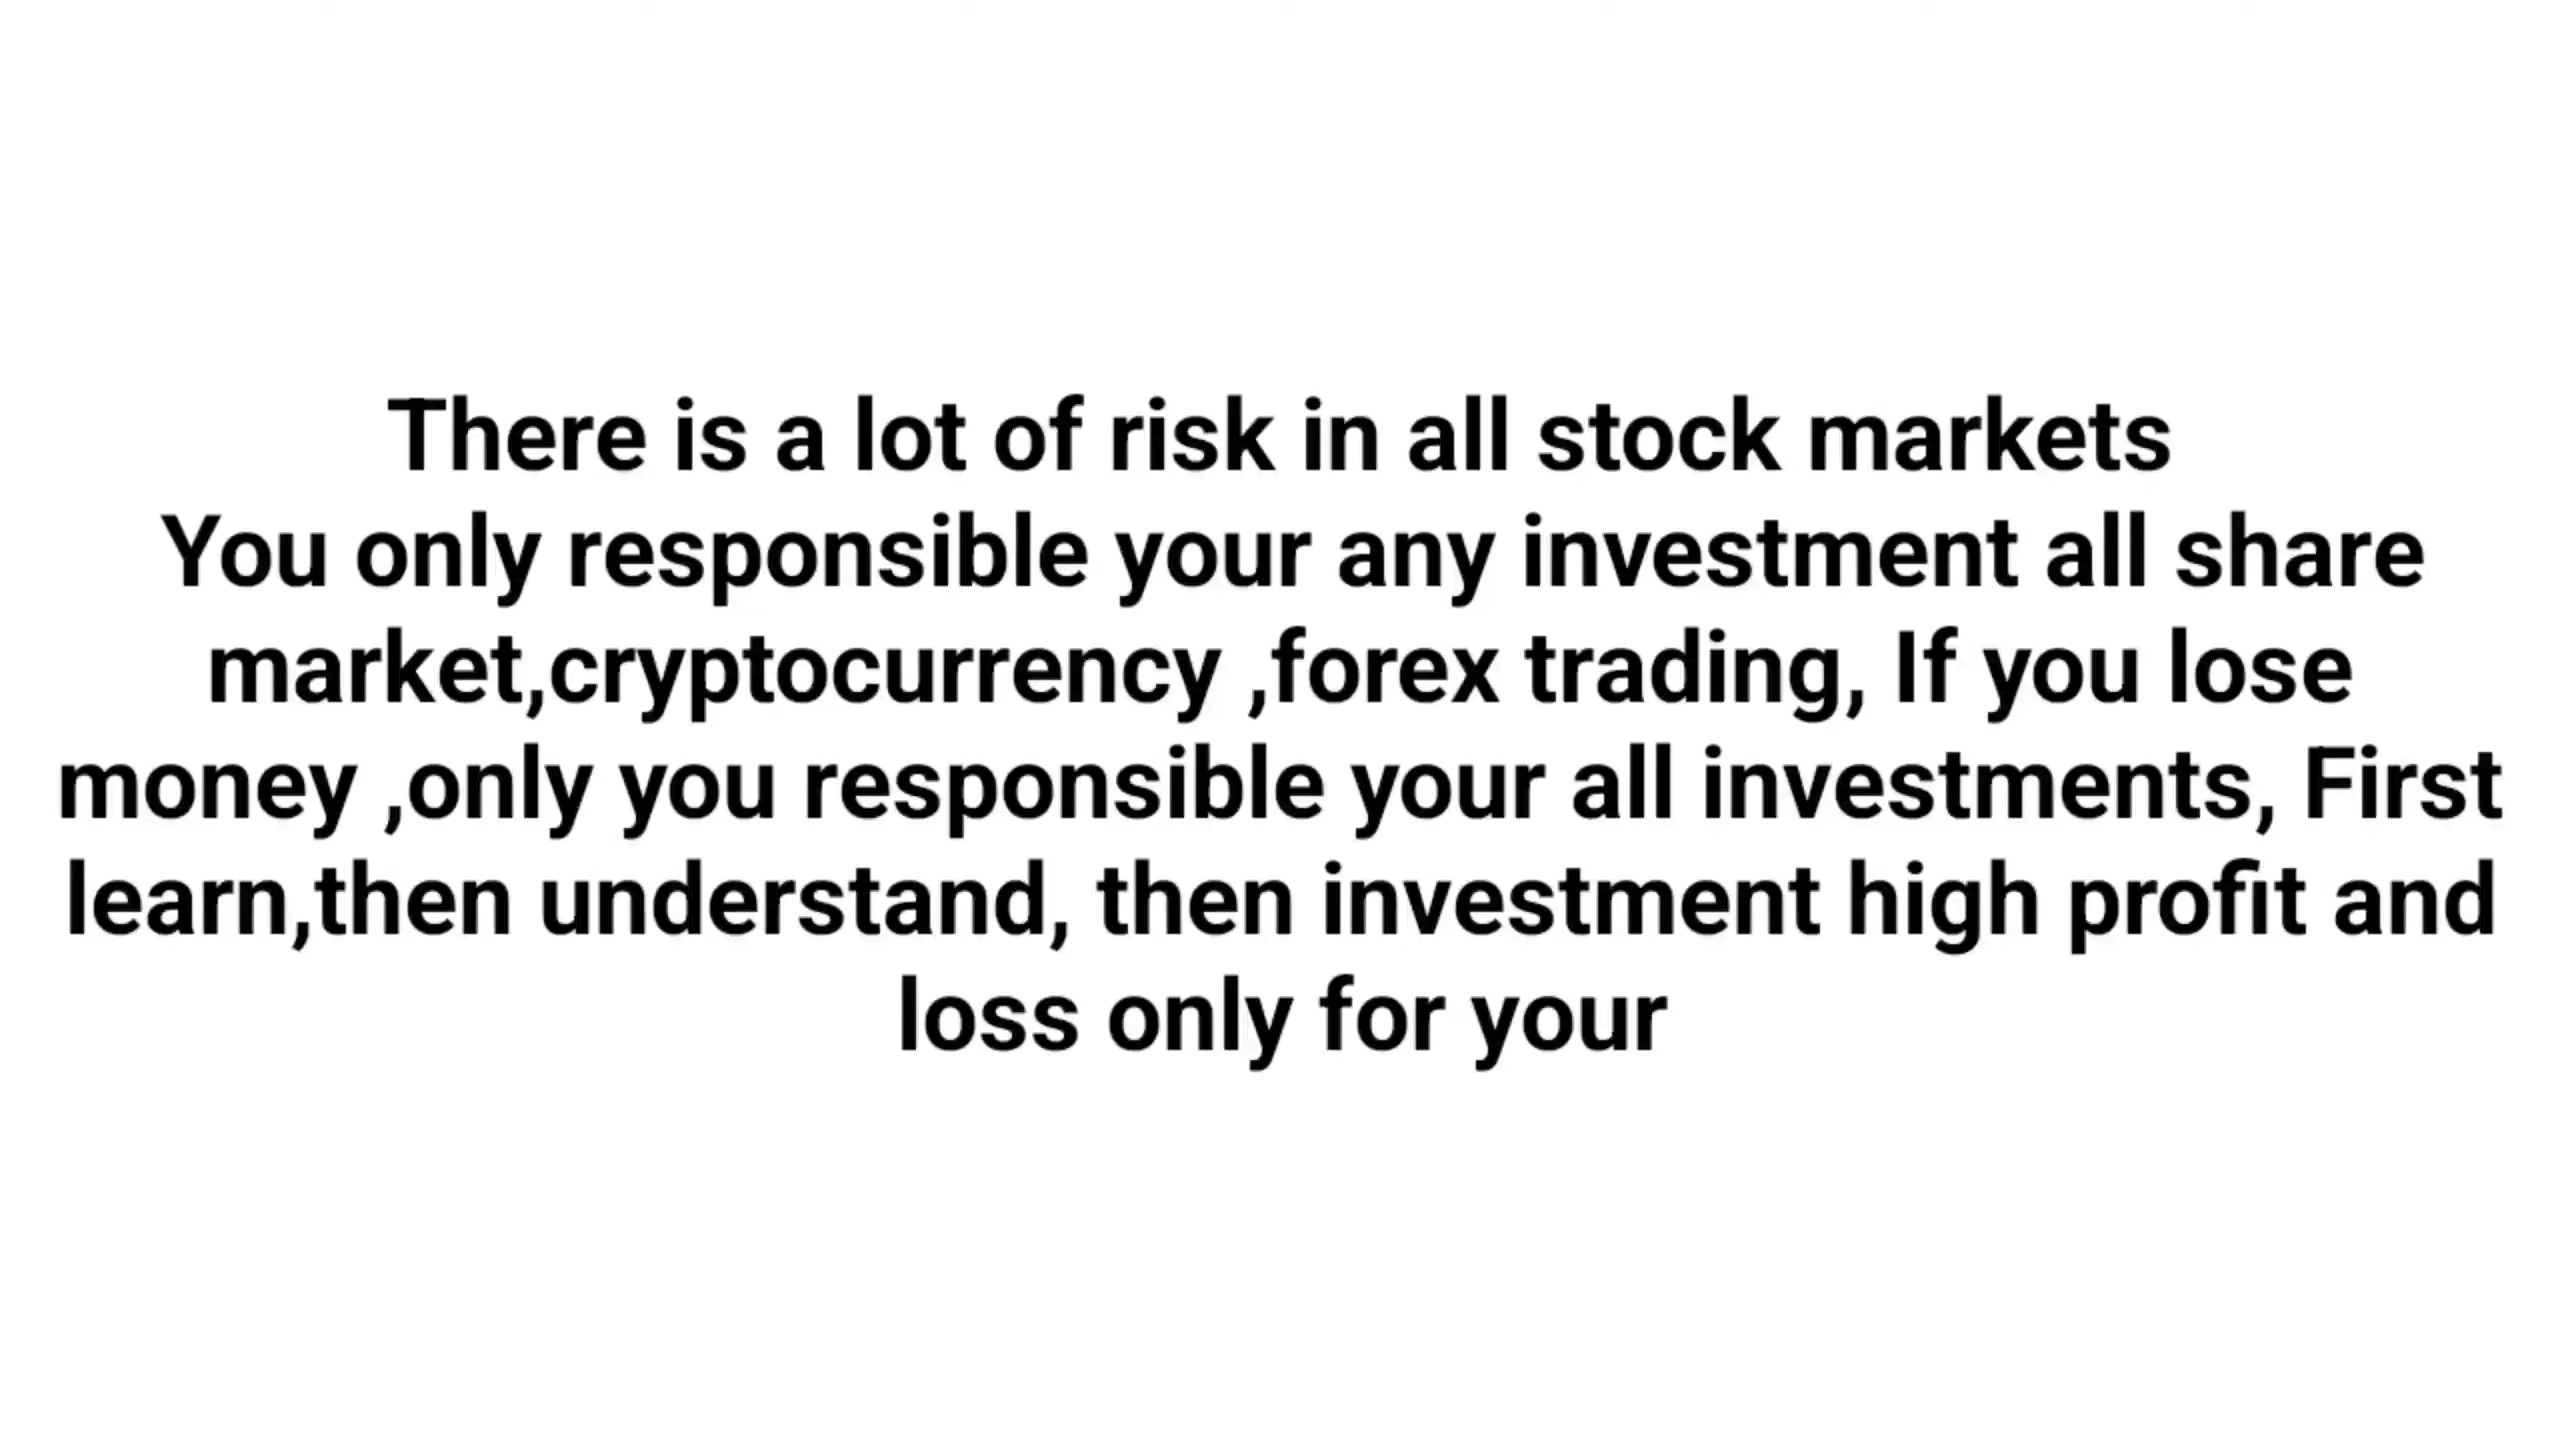 There is a lot of risk in all stock markets
You only responsible your any investment all share
market,cryptocurrency ,forex trading, If you lose
money ,only you responsible your all investments, First
learn,then understand, then investment high profit and
loss only for your